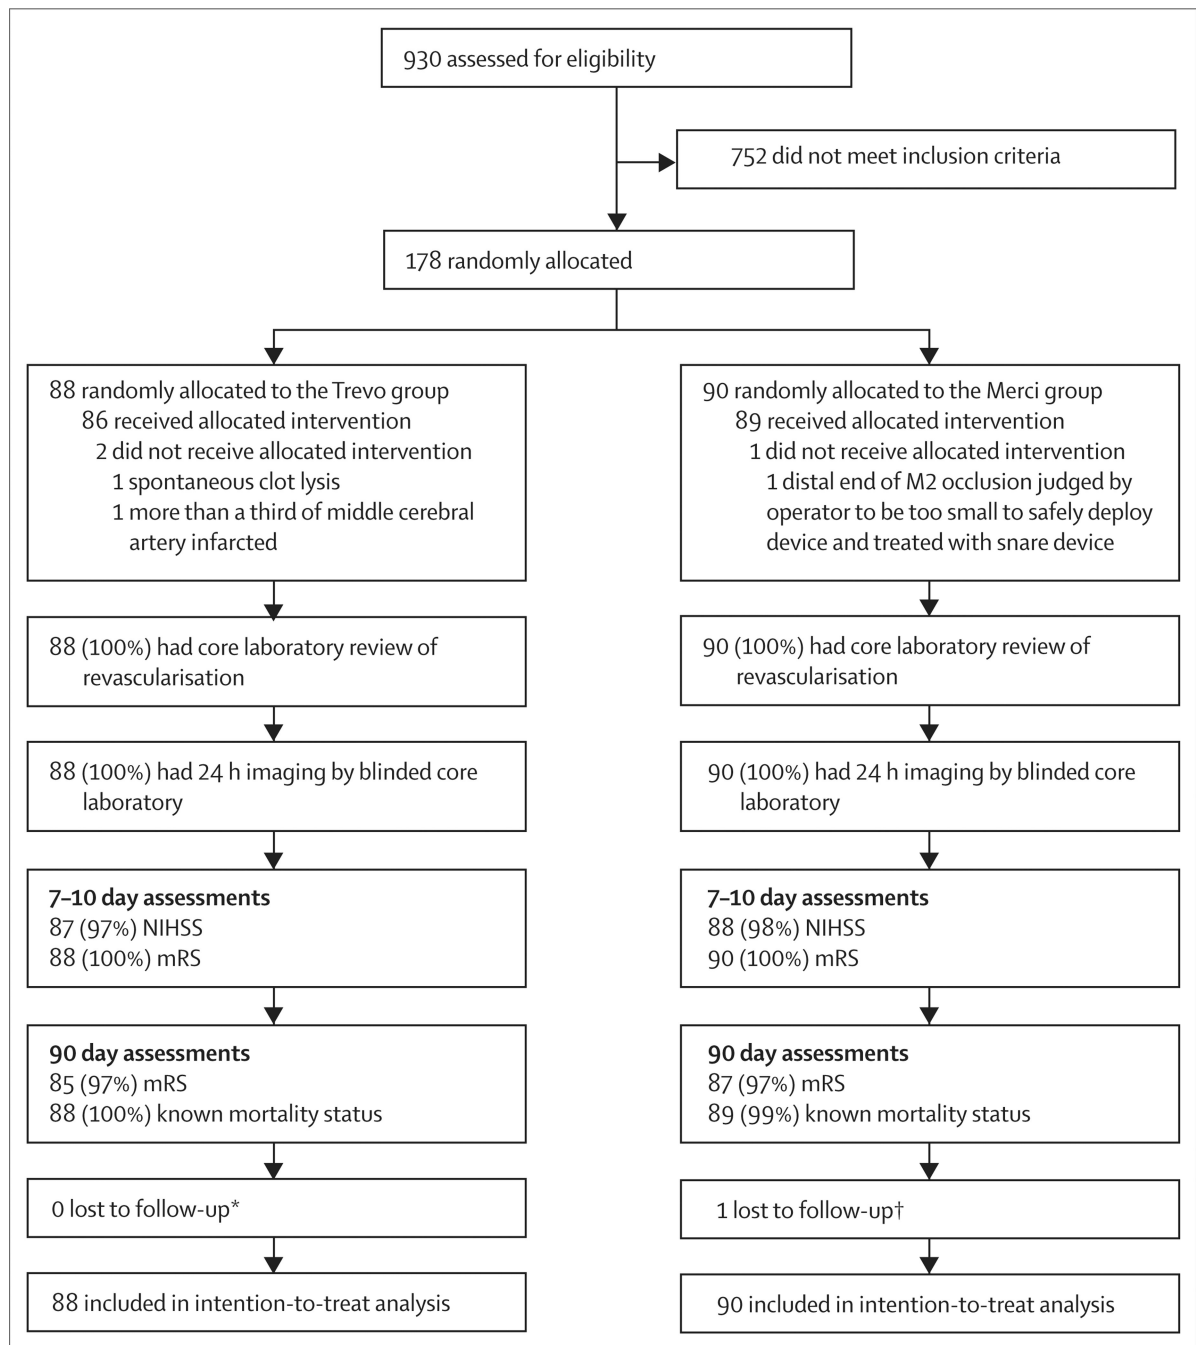 930 assessed for eligibility
752 did not meet inclusion criteria
178 randomly allocated
88 randomly allocated to the Trevo group
86 received allocated intervention
2 did not receive allocated intervention
1 spontaneous clot lysis
1 more than a third of middle cerebral
artery infarcted
90 randomly allocated to the Merci group
89 received allocated intervention
1 did not receive allocated intervention
1 distal end of M2 occlusion judged by
operator to be too small to safely deploy
device and treated with snare device
88 (100%) had core laboratory review of
revascularisation
90 (100%) had core laboratory review of
revascularisation
88 (100%) had 24 h imaging by blinded core
laboratory
90 (100%) had 24 h imaging by blinded core
laboratory
7–10 day assessments
87 (97%) NIHSS
88 (100%) mRS
7–10 day assessments
88 (98%) NIHSS
90 (100%) mRS
90 day assessments
85 (97%) mRS
88 (100%) known mortality status
90 day assessments
87 (97%) mRS
89 (99%) known mortality status
0 lost to follow-up*
1 lost to follow-up†
88 included in intention-to-treat analysis
90 included in intention-to-treat analysis